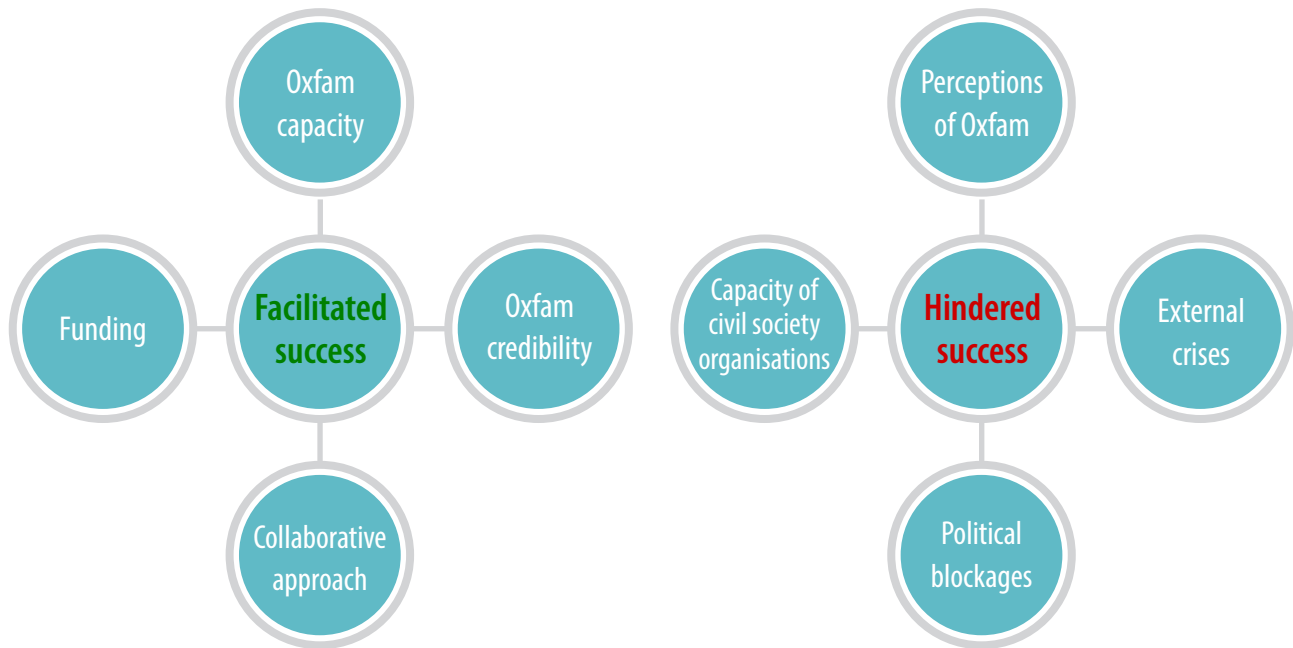 Oxfam
capacity
Funding
Facilitated
success
Oxfam
credibility
Collaborative
approach
Perceptions
of Oxfam
Capacity of
civil society
organisations
Hindered
success
External
crises
Political
blockages